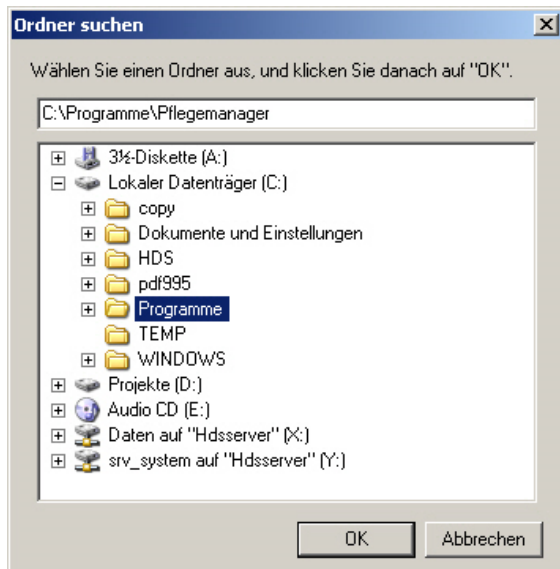 Ordner suchen
Wählen Sie einen Ordner aus, und klicken Sie danach auf "OK".
C:\Programme\Pflegemanager
3½-Diskette (A:)
Lokaler Datenträger (C:)
copy
Dokumente und Einstellungen
HDS
pdf995
Programme
TEMP
WINDOWS
Projekte (D:)
Audio CD (E:)
Daten auf "Hdsserver" (X:)
srv_system auf "Hdsserver" (Y:)
OK Abbrechen